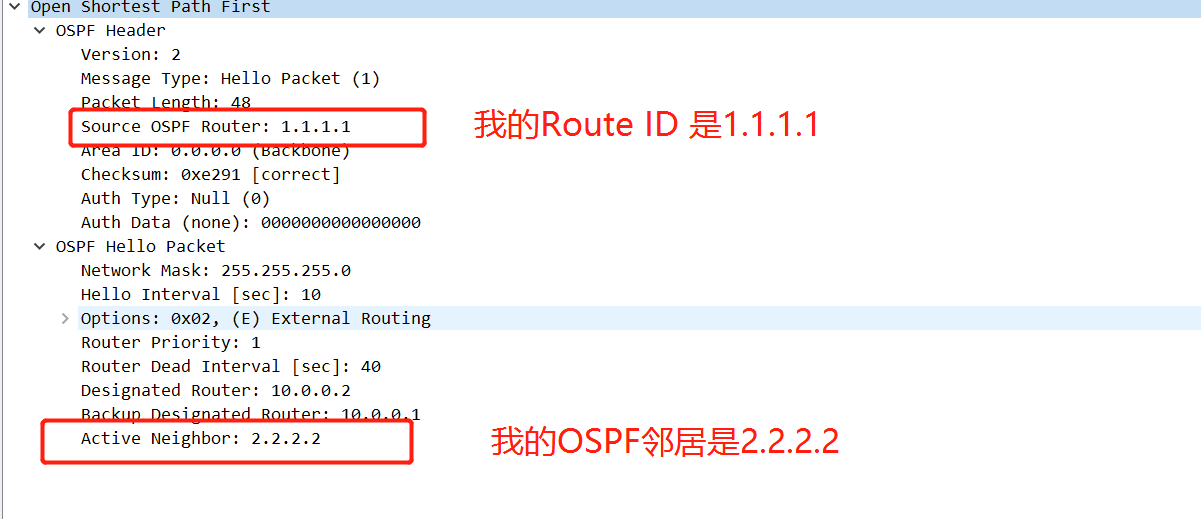 Open Shortest Path First
OSPF Header
Version: 2
Message Type: Hello Packet (1)
Packet Length: 48
Source OSPF Router: 1.1.1.1
我的Route ID 是1.1.1.1
Area ID: 0.0.0.0 (Backbone)
Checksum: 0xe291 [correct]
Auth Type: Null (0)
Auth Data (none): 0000000000000000
OSPF Hello Packet
Network Mask: 255.255.255.0
Hello Interval [sec]: 10
Options: 0x02, (E) External Routing
Router Priority: 1
Router Dead Interval [sec]: 40
Designated Router: 10.0.0.2
Backup Designated Router: 10.0.0.1
Active Neighbor: 2.2.2.2
我的OSPF邻居是2.2.2.2